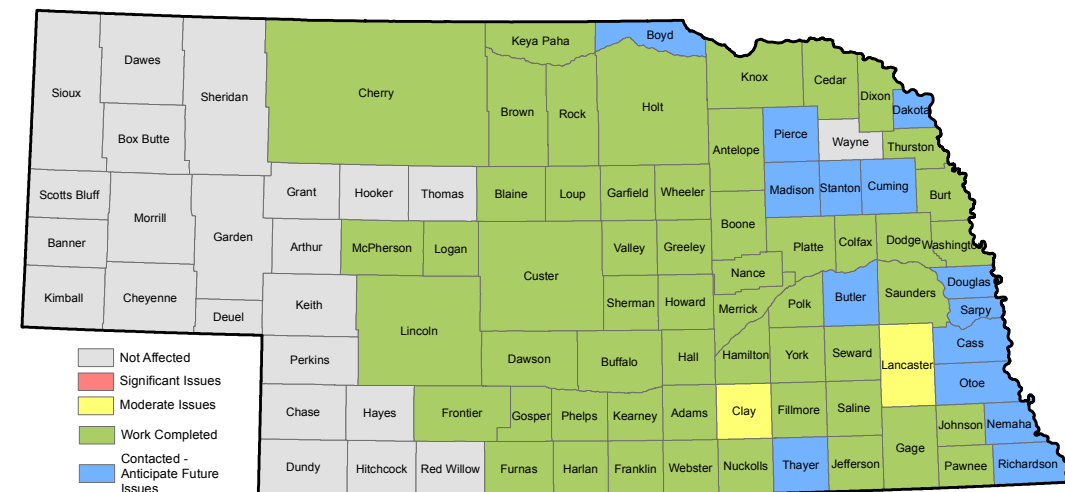 Keya Paha
Boyd
Dawes
Sioux
Sheridan
Cherry
Knox
Cedar
Dixon
Brown
Rock
Holt
Dakota
Box Butte
Pierce
Wayne
Antelope
Thurston
Scotts Bluff
Morrill
Grant
Hooker
Thomas
Blaine
Loup
Garfield
Wheeler
Madison
Stanton
Cuming
Burt
Banner
Garden
Arthur
McPherson
Logan
Custer
Valley
Greeley
Boone
Platte
Colfax
Dodge
Washington
Nance
Kimball
Cheyenne
Deuel
Keith
Lincoln
Sherman
Howard
Merrick
Polk
Butler
Saunders
Douglas
Sarpy
Perkins
Dawson
Buffalo
Hall
Hamilton
York
Seward
Lancaster
Cass
Otoe
Chase
Hayes
Frontier
Gosper
Phelps
Kearney
Adams
Clay
Fillmore
Saline
Johnson
Nemaha
Dundy
Hitchcock
Red Willow
Furnas
Harlan
Franklin
Webster
Nuckolls
Thayer
Jefferson
Gage
Pawnee
Richardson
Not Affected
Significant Issues
Moderate Issues
Work Completed
Contacted -
Anticipate Future
Issues